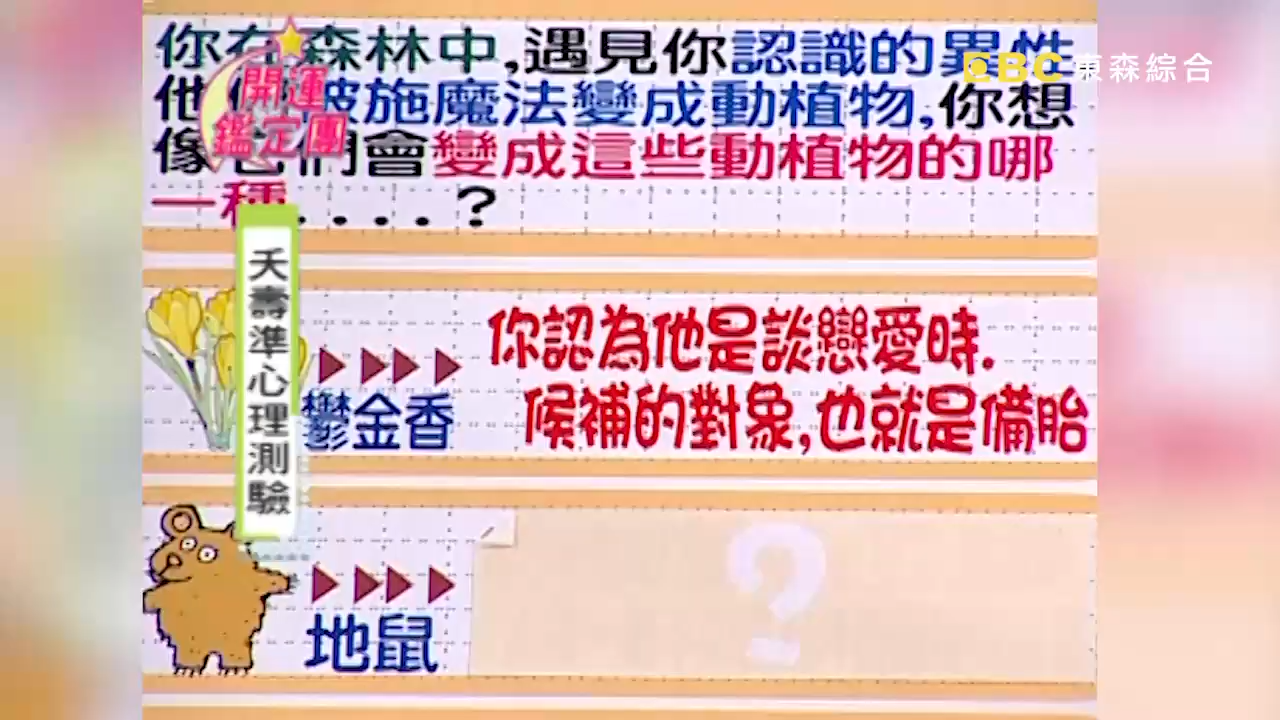 你在森林中,遇見你認識的異性
他們被施魔法變成動植物,你想
像它們會變成這些動植物的哪
一種....?
EBC 東森綜合
開運
鑑定團
夭壽準心理測驗
鬱金香
你認為他是談戀愛時.
候補的對象,也就是備胎
地鼠
?